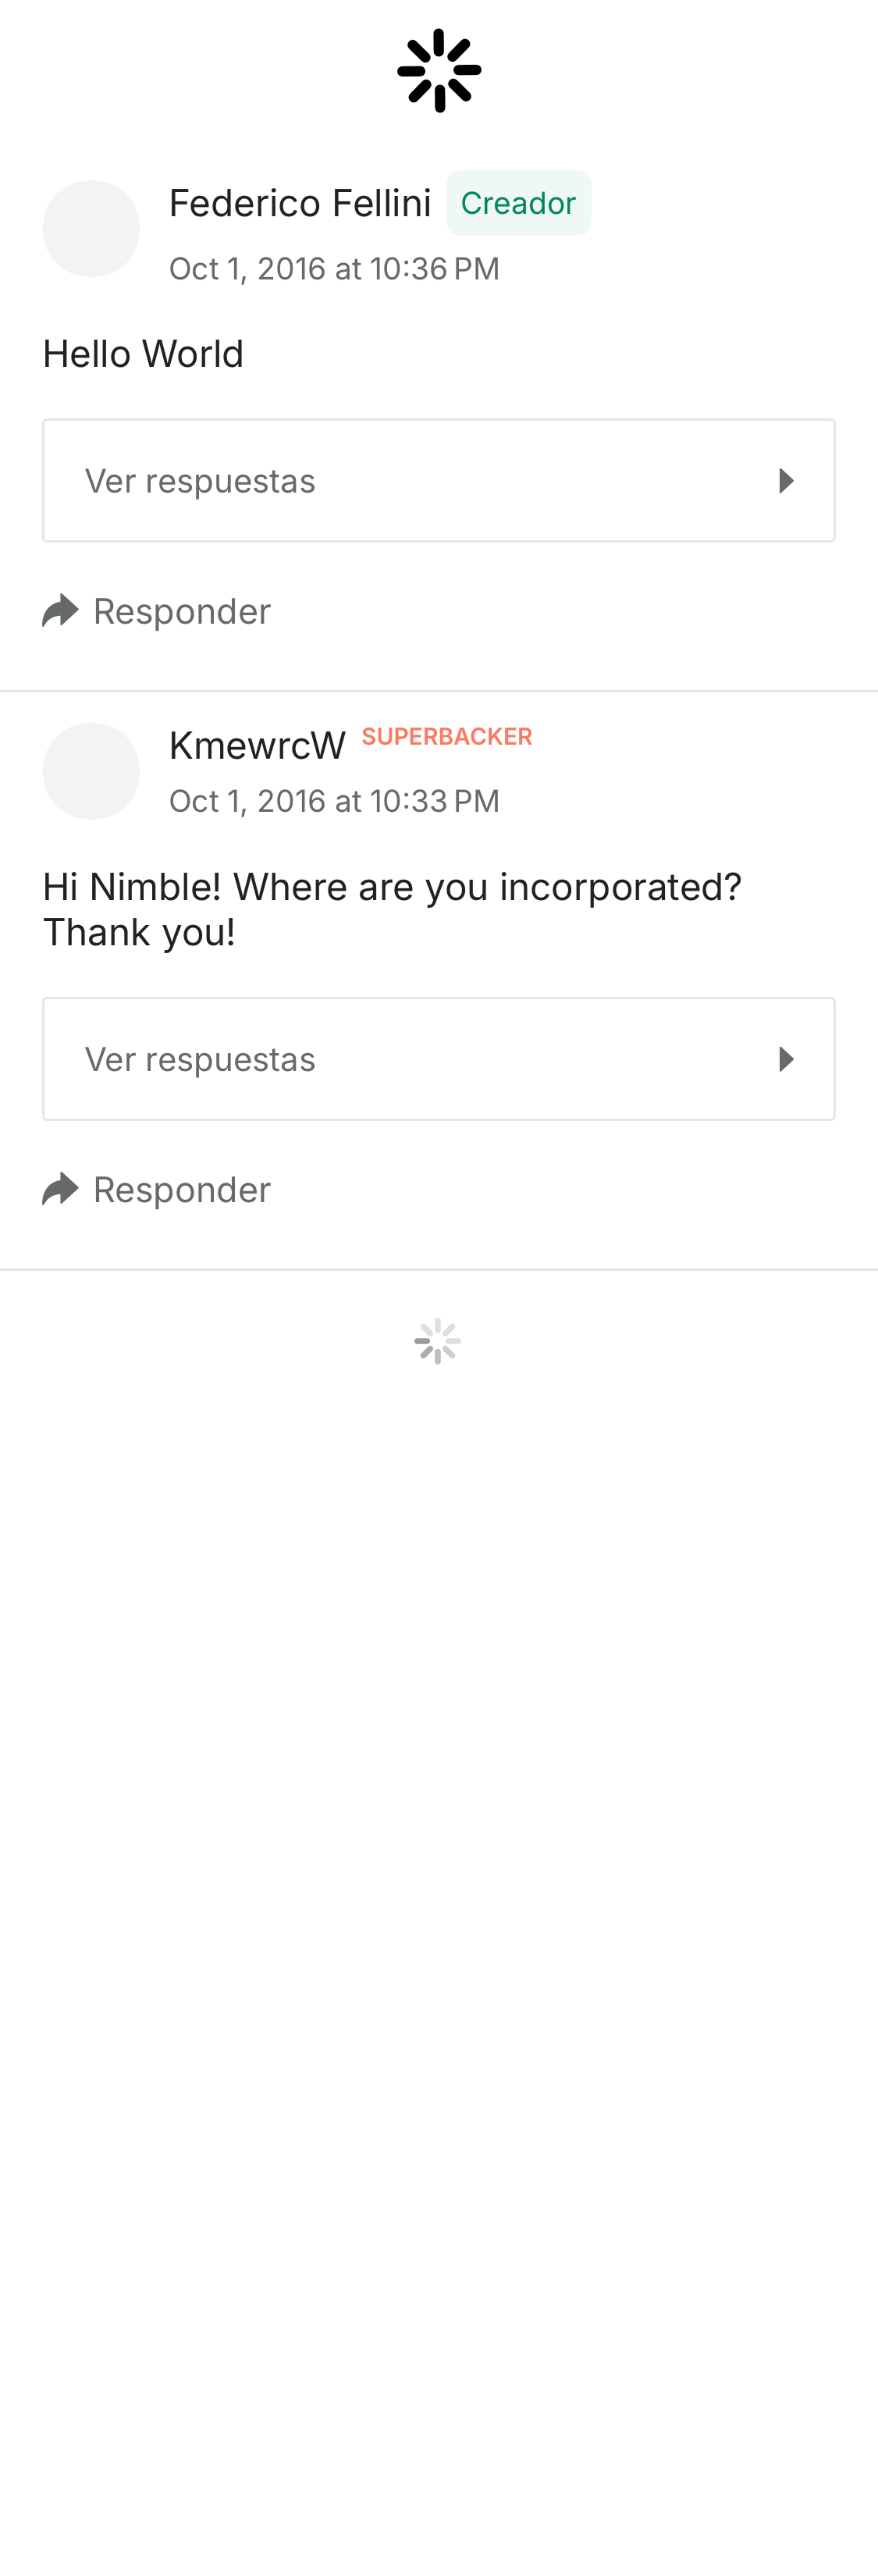 Federico Fellini Creador
Oct 1, 2016 at 10:36 PM
Hello World
Ver respuestas
Responder
KmewrcW SUPERBACKER
Oct 1, 2016 at 10:33 PM
Hi Nimble! Where are you incorporated?
Thank you!
Ver respuestas
Responder